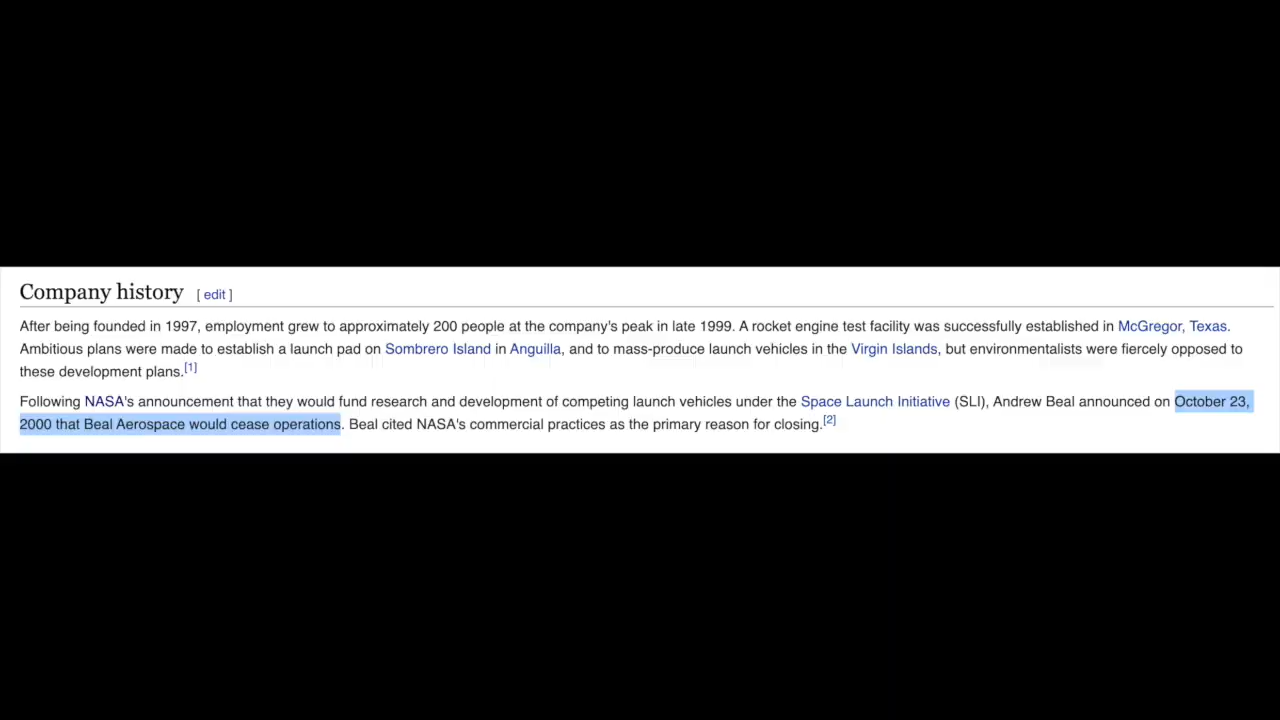 Company history [ edit ]
After being founded in 1997, employment grew to approximately 200 people at the company's peak in late 1999. A rocket engine test facility was successfully established in McGregor, Texas.
Ambitious plans were made to establish a launch pad on Sombrero Island in Anguilla, and to mass-produce launch vehicles in the Virgin Islands, but environmentalists were fiercely opposed to
these development plans.[1]
Following NASA's announcement that they would fund research and development of competing launch vehicles under the Space Launch Initiative (SLI), Andrew Beal announced on October 23,
2000 that Beal Aerospace would cease operations. Beal cited NASA's commercial practices as the primary reason for closing.[2]